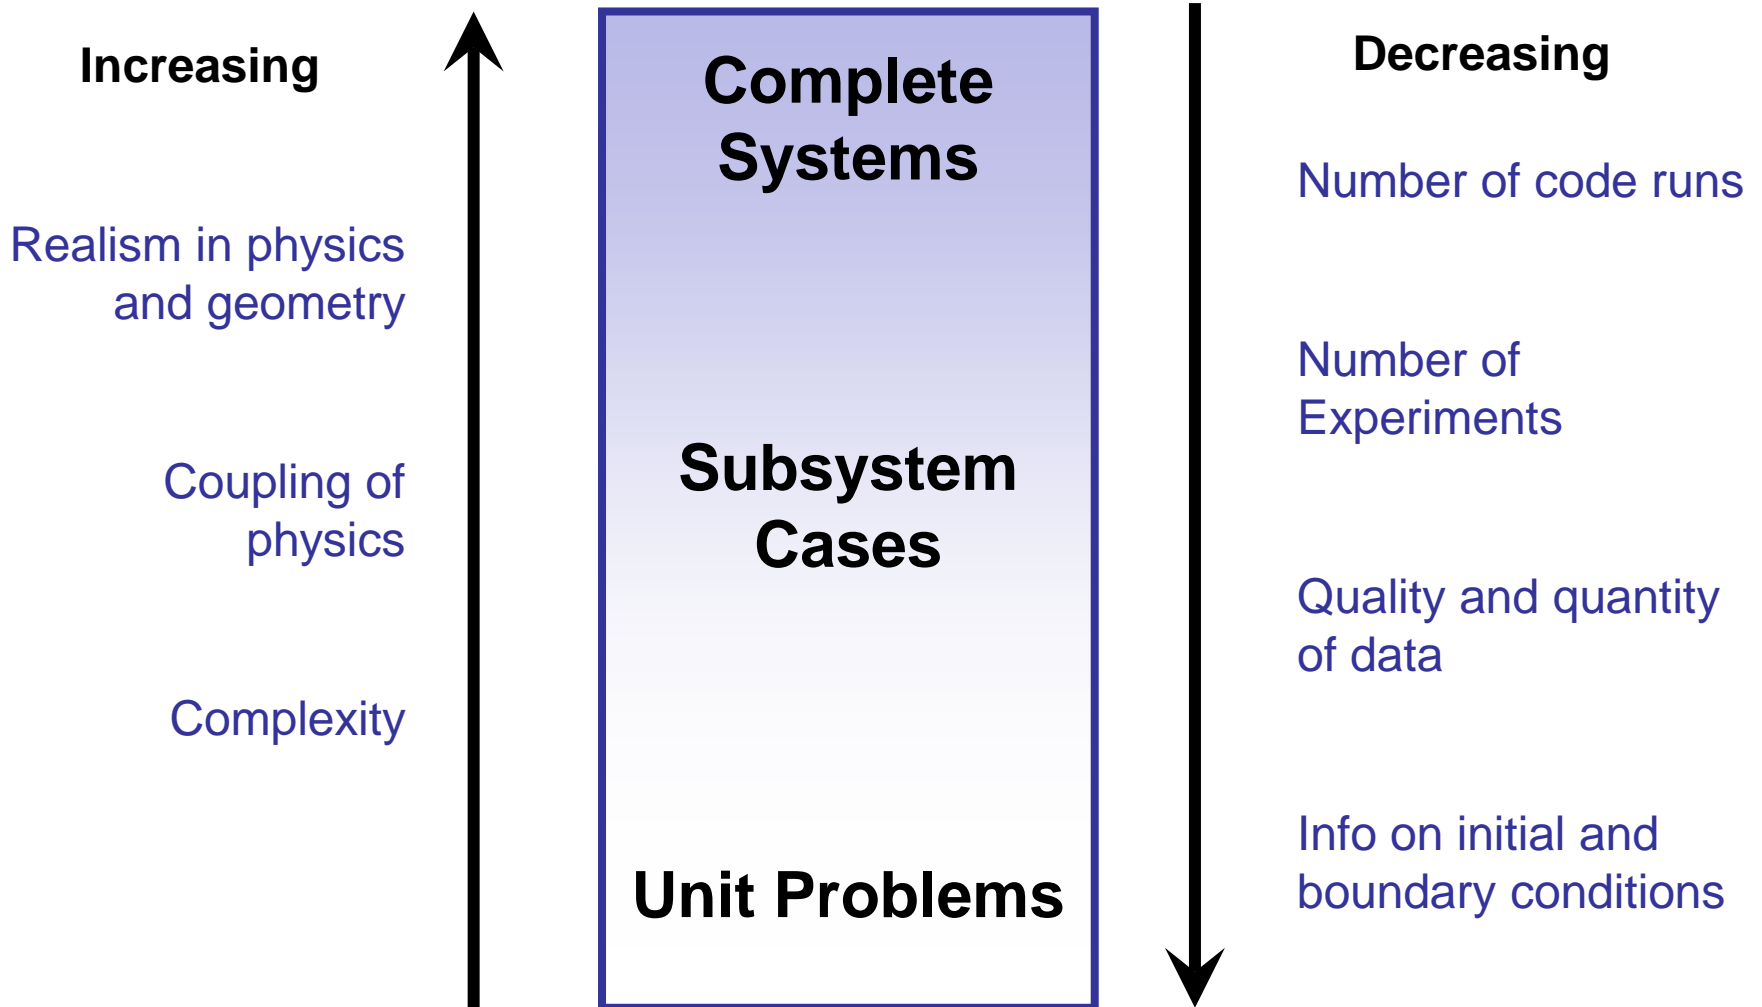 Increasing
Realism in physics
and geometry
Coupling of
physics
Complexity
Complete
Systems
Subsystem
Cases
Unit Problems
Decreasing
Number of code runs
Number of
Experiments
Quality and quantity
of data
Info on initial and
boundary conditions